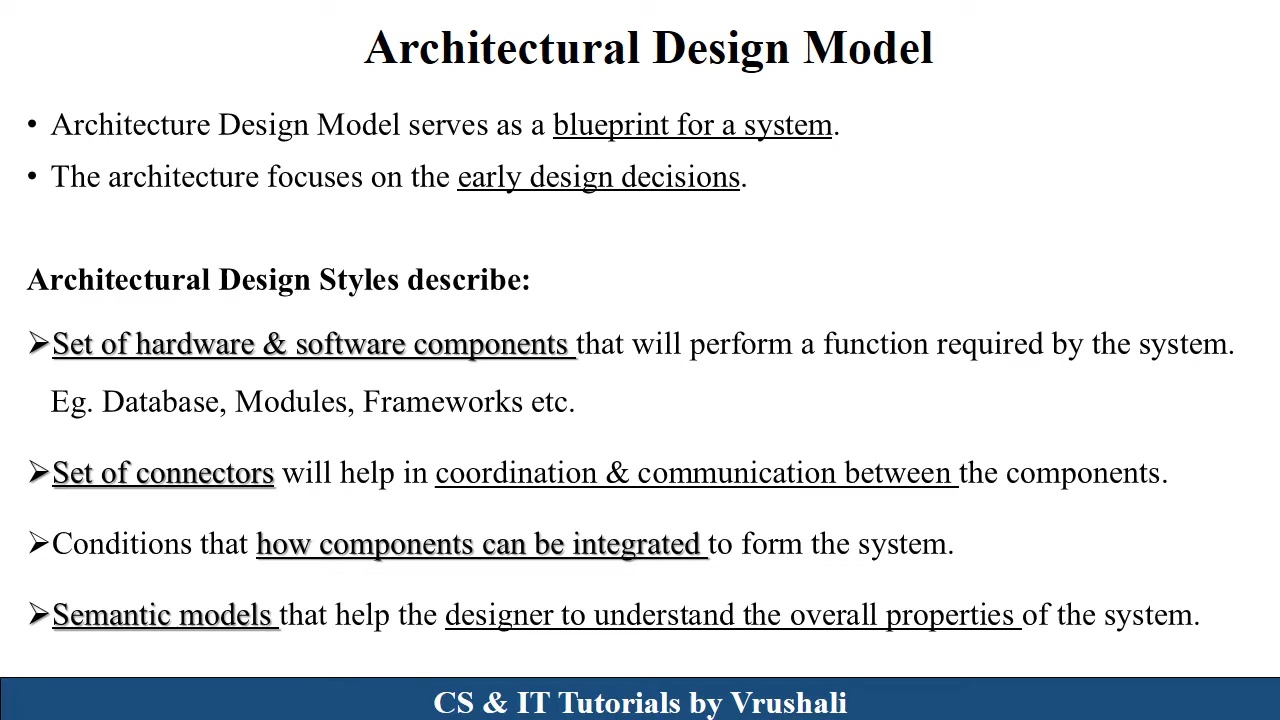 Architectural Design Model
• Architecture Design Model serves as a blueprint for a system.
• The architecture focuses on the early design decisions.
Architectural Design Styles describe:
➢Set of hardware & software components that will perform a function required by the system.
Eg. Database, Modules, Frameworks etc.
➢Set of connectors will help in coordination & communication between the components.
➢Conditions that how components can be integrated to form the system.
➢Semantic models that help the designer to understand the overall properties of the system.
CS & IT Tutorials by Vrushali